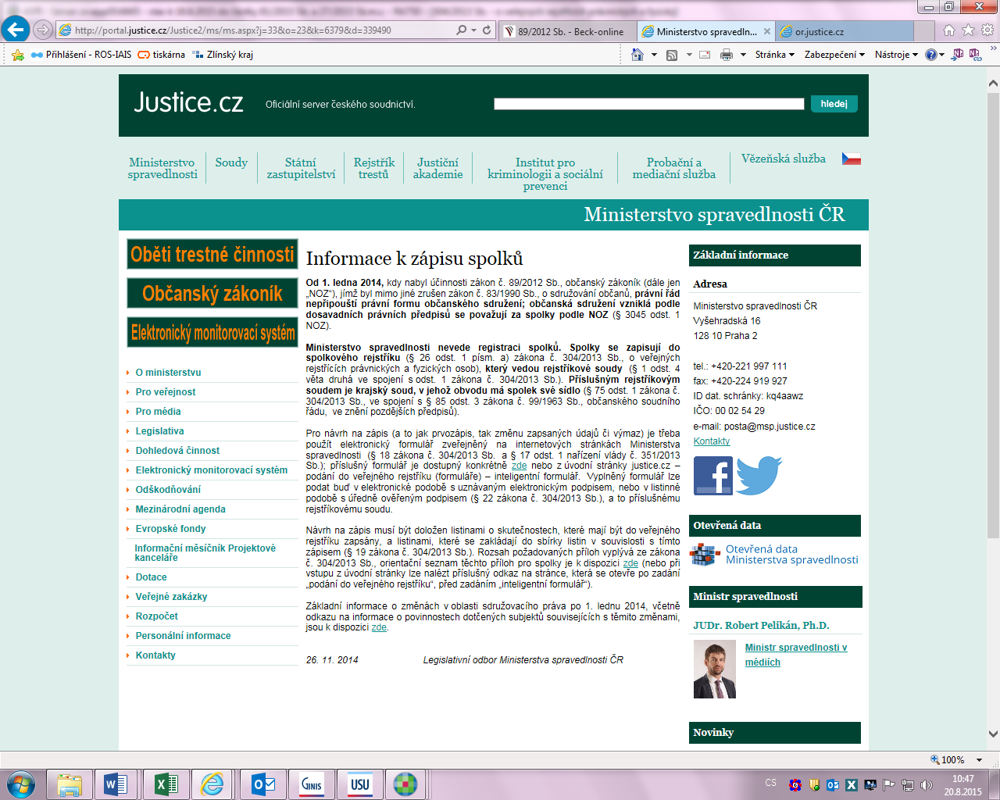 http://portal.justice.cz/Justice2/ms/ms.aspx?j=33&o=23&k=6379&d=339490
89/2012 Sb. - Beck-online
Ministerstvo spravedln...
or.justice.cz
Přihlášení - ROS-IAIS
tiskárna
Zlínský kraj
Stránka
Zabezpečení
Nástroje
Justice.cz
Oficiální server českého soudnictví.
hledej
Ministerstvo
spravedlnosti
Soudy
Státní
zastupitelství
Rejstřík
trestů
Justiční
akademie
Institut pro
kriminologii a sociální
prevenci
Probační a
mediační služba
Vězeňská služba
Ministerstvo spravedlnosti ČR
Oběti trestné činnosti
Občanský zákoník
Elektronický monitorovací systém
O ministerstvu
Pro veřejnost
Pro média
Legislativa
Dohledová činnost
Elektronický monitorovací systém
Odškodňování
Mezinárodní agenda
Evropské fondy
Informační měsíčník Projektové
kanceláře
Dotace
Veřejné zakázky
Rozpočet
Personální informace
Kontakty
Informace k zápisu spolků
Od 1. ledna 2014, kdy nabyl účinnosti zákon č. 89/2012 Sb., občanský zákoník (dále jen
„NOZ“), jímž byl mimo jiné zrušen zákon č. 83/1990 Sb., o sdružování občanů, právní řád
nepřipouští právní formu občanského sdružení; občanská sdružení vzniklá podle
dosavadních právních předpisů se považují za spolky podle NOZ (§ 3045 odst. 1
NOZ).
Ministerstvo spravedlnosti nevede registraci spolků. Spolky se zapisují do
spolkového rejstříku (§ 26 odst. 1 písm. a) zákona č. 304/2013 Sb., o veřejných
rejstřících právnických a fyzických osob), který vedou rejstříkové soudy (§ 1 odst. 4
věta druhá ve spojení s odst. 1 zákona č. 304/2013 Sb.). Příslušným rejstříkovým
soudem je krajský soud, v jehož obvodu má spolek své sídlo (§ 75 odst. 1 zákona č.
304/2013 Sb., ve spojení s § 85 odst. 3 zákona č. 99/1963 Sb., občanského soudního
řádu, ve znění pozdějších předpisů).
Pro návrh na zápis (a to jak prvozápis, tak změnu zapsaných údajů či výmaz) je třeba
použít elektronický formulář zveřejněný na internetových stránkách Ministerstva
spravedlnosti (§ 18 zákona č. 304/2013 Sb. a § 17 odst. 1 nařízení vlády č. 351/2013
Sb.); příslušný formulář je dostupný konkrétně zde nebo z úvodní stránky justice.cz –
podání do veřejného rejstříku (formuláře) – inteligentní formulář. Vyplněný formulář lze
podat buď v elektronické podobě s uznávaným elektronickým podpisem, nebo v listinné
podobě s úředně ověřeným podpisem (§ 22 zákona č. 304/2013 Sb.), a to příslušnému
rejstříkovému soudu.
Návrh na zápis musí být doložen listinami o skutečnostech, které mají být do veřejného
rejstříku zapsány, a listinami, které se zakládají do sbírky listin v souvislosti s tímto
zápisem (§ 19 zákona č. 304/2013 Sb.). Rozsah požadovaných příloh vyplývá ze zákona
č. 304/2013 Sb., orientační seznam těchto příloh pro spolky je k dispozici zde (nebo při
vstupu z úvodní stránky lze nalézt příslušný odkaz na stránce, která se otevře po zadání
„podání do veřejného rejstříku“, před zadáním „inteligentní formulář“).
Základní informace o změnách v oblasti sdružovacího práva po 1. lednu 2014, včetně
odkazu na informace o povinnostech dotčených subjektů souvisejících s těmito změnami,
jsou k dispozici zde.
26. 11. 2014 Legislativní odbor Ministerstva spravedlnosti ČR
Základní informace
Adresa
Ministerstvo spravedlnosti ČR
Vyšehradská 16
128 10 Praha 2
tel.: +420-221 997 111
fax: +420-224 919 927
ID dat. schránky: kq4aawz
IČO: 00 02 54 29
e-mail: posta@msp.justice.cz
Kontakty
Otevřená data
Otevřená data
Ministerstva spravedlnosti
Ministr spravedlnosti
JUDr. Robert Pelikán, Ph.D.
Ministr spravedlnosti v
médiích
Novinky
100%
GINIS
USU
CS
10:47
20.8.2015